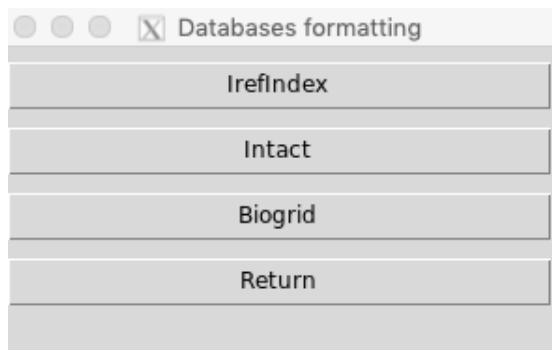 Databases formatting
IrefIndex
Intact
Biogrid
Return